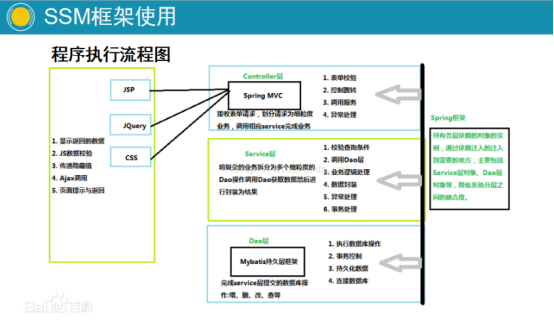 SSM框架使用
程序执行流程图
JSP
JQuery
CSS
1. 显示返回的数据
2. JS数据校验
3. 传递隐藏值
4. Ajax调用
5. 页面提示与返回
Controller层
Spring MVC
接收表单请求，划分请求为细粒度
业务，调用相应service完成业务
1. 表单校验
2. 控制跳转
3. 调用服务
4. 异常处理
Service层
将复杂的业务拆分为多个细粒度的
Dao操作调用Dao获取数据然后进
行封装为结果
1. 校验查询条件
2. 调用Dao层
3. 业务逻辑处理
4. 数据封装
5. 异常处理
6. 事务处理
Dao层
Mybatis持久层框架
完成service层提交的数据库操
作:增、删、改、查等
1. 执行数据库操作
2. 事务控制
3. 持久化数据
4. 连接数据库
Spring框架
持有各层依赖的对象的实
例，通过依赖注入的注入
到需要的地方，主要包括
Service层对象、Dao层
对象等，降低系统分层之
间的耦合度。
Baidu百科